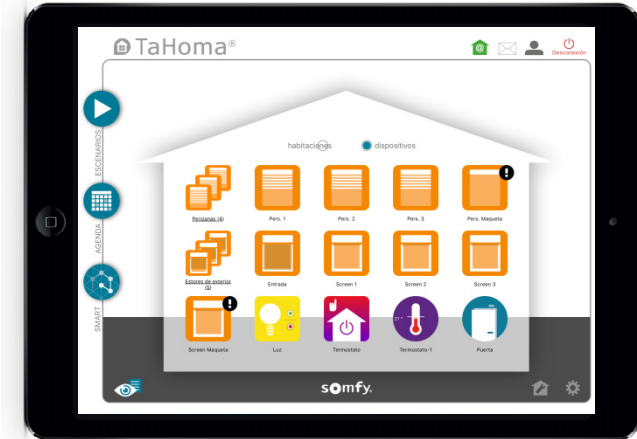 TaHoma®
Desconexión
habitaciones
dispositivos
ESCENARIOS
AGENDA
SMART
Persianas (4)
Pers. 1
Pers. 2
Pers. 3
Pers. Maqueta
Estores de exterior
(5)
Entrada
Screen 1
Screen 2
Screen 3
Screen Maqueta
Luz
Termostato
21°
Termostato-1
Puerta
somfy.